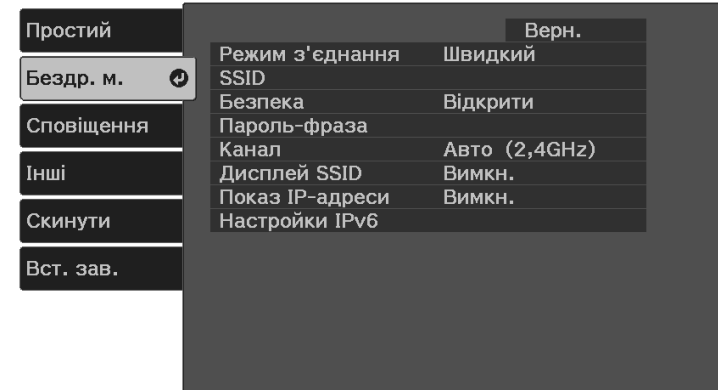 Простий
Бездр. м.
Сповіщення
Інші
Скинути
Вст. зав.
Верн.
Режим з'єднання Швидкий
SSID
Безпека Відкрити
Пароль-фраза
Канал Авто (2,4GHz)
Дисплей SSID Вимкн.
Показ IP-адреси Вимкн.
Настройки IPv6